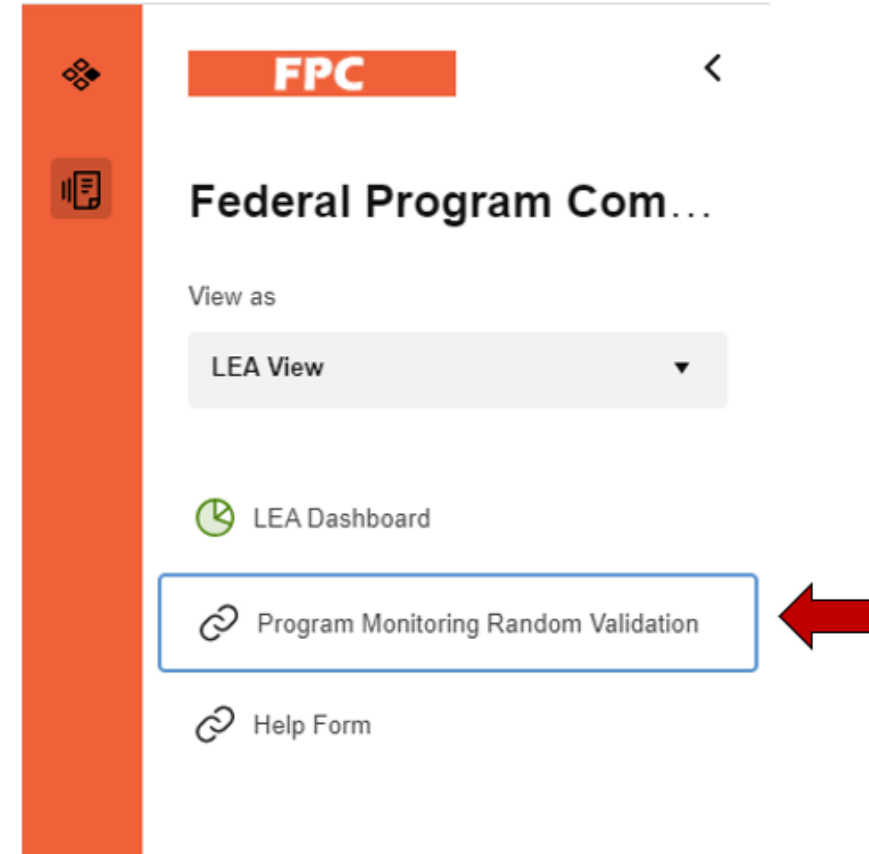 FPC
Federal Program Com...
View as
LEA View
LEA Dashboard
Program Monitoring Random Validation
Help Form